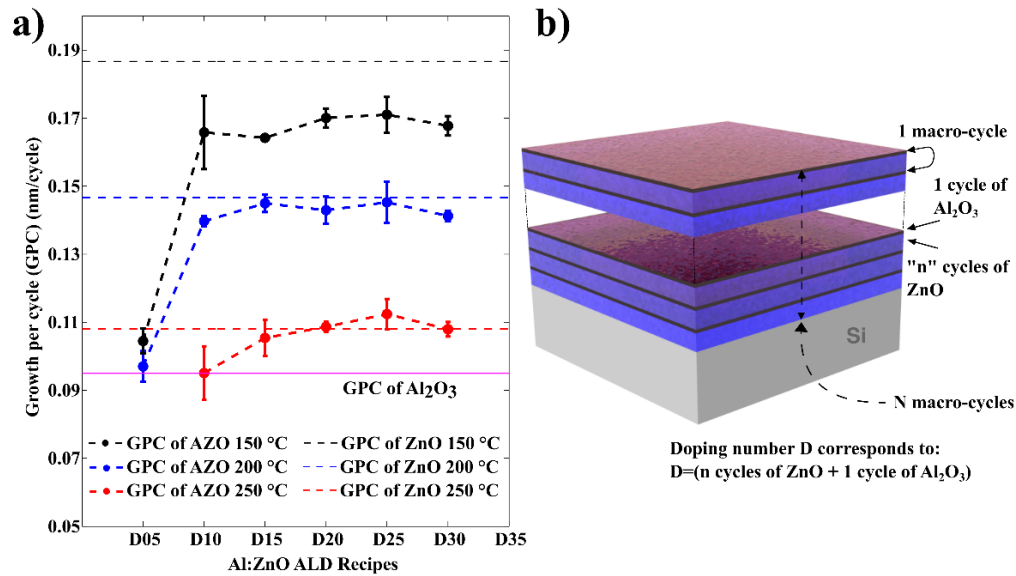 a)
Growth per cycle (GPC) (nm/cycle)
0.19
0.17
0.15
0.13
0.11
0.09
0.07
0.05
GPC of Al₂O₃
GPC of AZO 150 °C
GPC of ZnO 150 °C
GPC of AZO 200 °C
GPC of ZnO 200 °C
GPC of AZO 250 °C
GPC of ZnO 250 °C
D05 D10 D15 D20 D25 D30 D35
Al:ZnO ALD Recipes
b)
1 macro-cycle
1 cycle of
Al₂O₃
"n" cycles of
ZnO
Si
N macro-cycles
Doping number D corresponds to:
D=(n cycles of ZnO + 1 cycle of Al₂O₃)